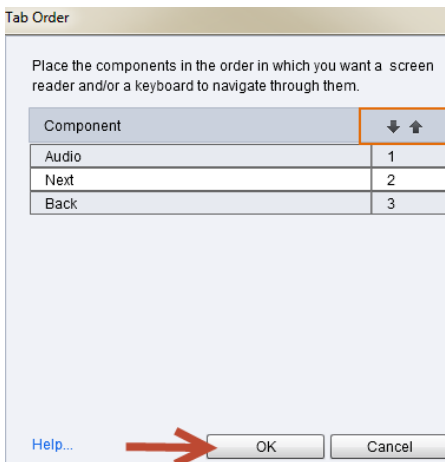 Tab Order
Place the components in the order in which you want a screen
reader and/or a keyboard to navigate through them.
Component
Audio 1
Next 2
Back 3
Help... OK Cancel